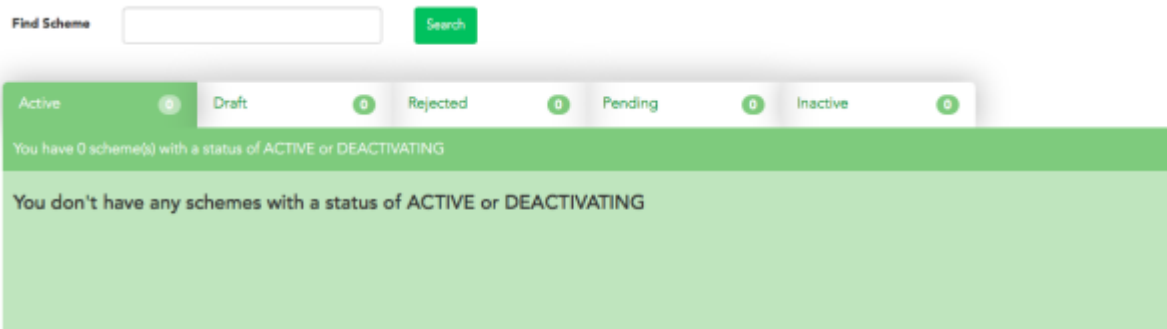 Find Scheme Search
Active 0 Draft 0 Rejected 0 Pending 0 Inactive 0
You have 0 scheme(s) with a status of ACTIVE or DEACTIVATING
You don't have any schemes with a status of ACTIVE or DEACTIVATING